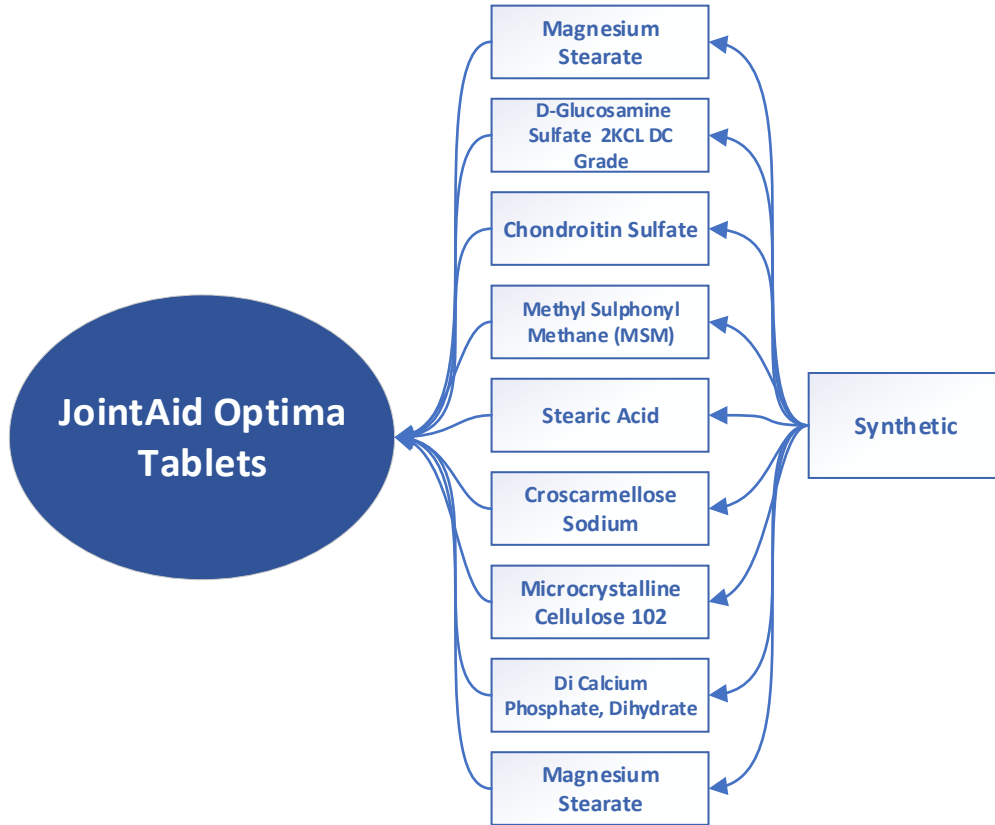 Magnesium
Stearate
D-Glucosamine
Sulfate 2KCL DC
Grade
Chondroitin Sulfate
Methyl Sulphonyl
Methane (MSM)
JointAid Optima
Tablets
Stearic Acid
Synthetic
Croscarmellose
Sodium
Microcrystalline
Cellulose 102
Di Calcium
Phosphate, Dihydrate
Magnesium
Stearate